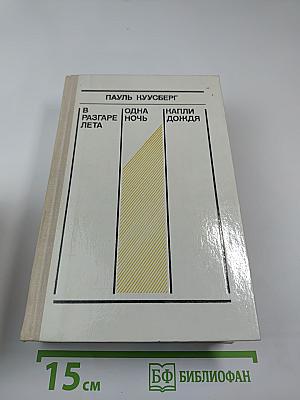 ПАУЛЬ КУУСБЕРГ
В
РАЗГАРЕ
ЛЕТА
ОДНА
НОЧЬ
КАПЛИ
ДОЖДЯ
15 см
БФ БИБЛИОФАН